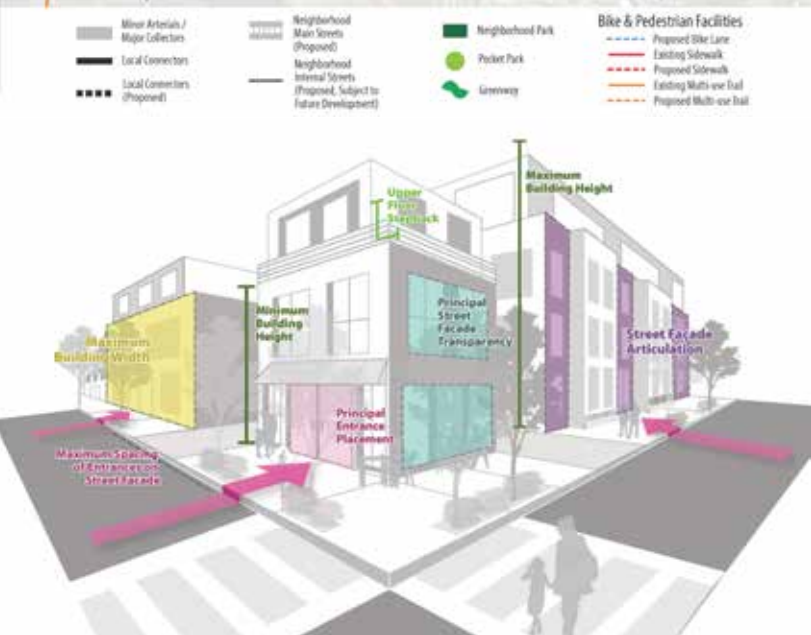 Minor Arterials /
Major Collectors
Local Connectors
Local Connectors
(Proposed)
Neighborhood
Main Streets
(Proposed)
Neighborhood
Internal Streets
(Proposed, Subject to
Future Development)
Neighborhood Park
Pocket Park
Greenway
Bike & Pedestrian Facilities
Proposed Bike Lane
Existing Sidewalk
Proposed Sidewalk
Existing Multi-use Trail
Proposed Multi-use Trail
Upper
Floor
Stepback
Maximum
Building Height
Minimum
Building
Height
Principal
Street
Facade
Transparency
Maximum
Building Width
Street Facade
Articulation
Principal
Entrance
Placement
Maximum Spacing
of Entrances on
Street Facade